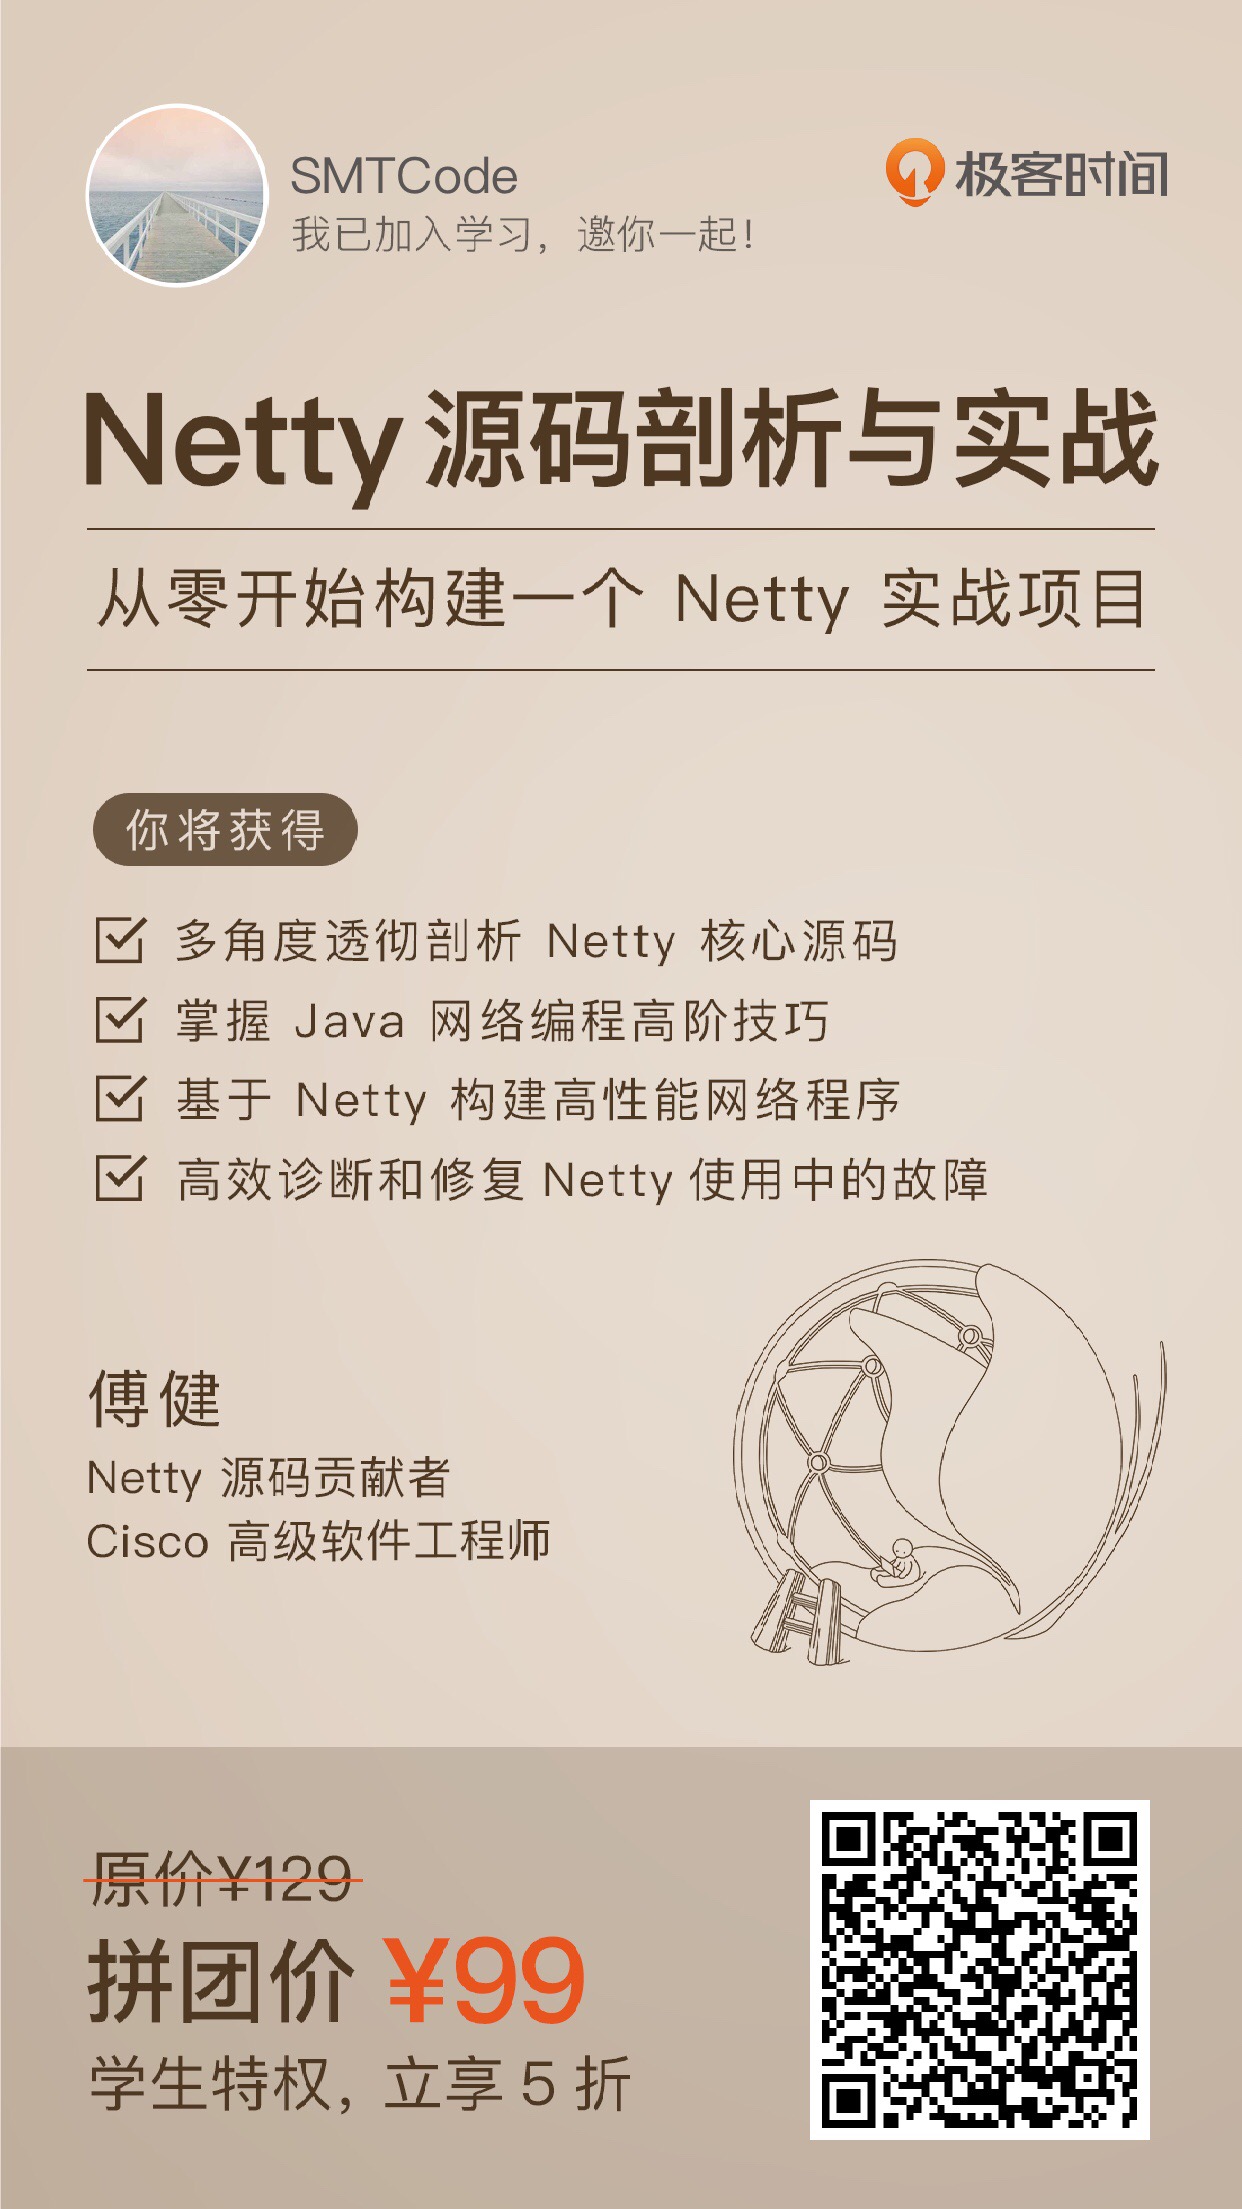 SMTCode
极客时间
我已加入学习，邀你一起！
Netty 源码剖析与实战
从零开始构建一个 Netty 实战项目
你将获得
多角度透彻剖析 Netty 核心源码
掌握 Java 网络编程高阶技巧
基于 Netty 构建高性能网络程序
高效诊断和修复 Netty 使用中的故障
傅健
Netty 源码贡献者
Cisco 高级软件工程师
原价¥129
拼团价 ¥99
学生特权，立享 5 折